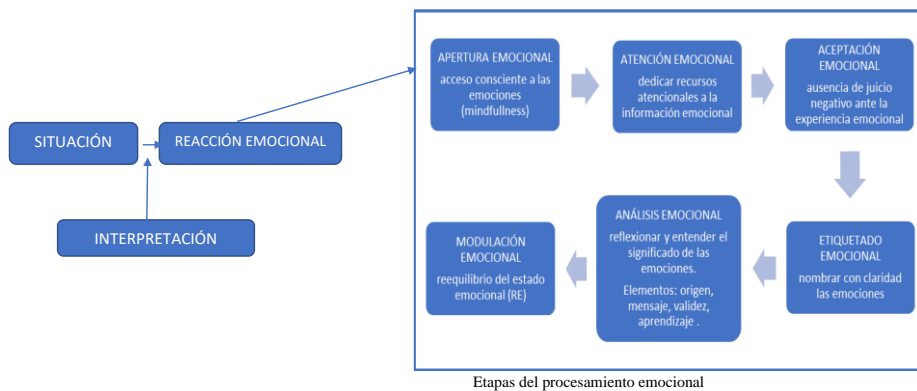 SITUACIÓN
REACCIÓN EMOCIONAL
INTERPRETACIÓN
APERTURA EMOCIONAL
acceso consciente a las
emociones
(mindfullness)
ATENCIÓN EMOCIONAL
dedicar recursos
atencionales a la
información emocional
ACEPTACIÓN
EMOCIONAL
ausencia de juicio
negativo ante la
experiencia emocional
ETIQUETADO
EMOCIONAL
nombrar con claridad
las emociones
ANÁLISIS EMOCIONAL
reflexionar y entender el
significado de las
emociones.
Elementos: origen,
mensaje, validez,
aprendizaje .
MODULACIÓN
EMOCIONAL
reequilibrio del estado
emocional (RE)
Etapas del procesamiento emocional